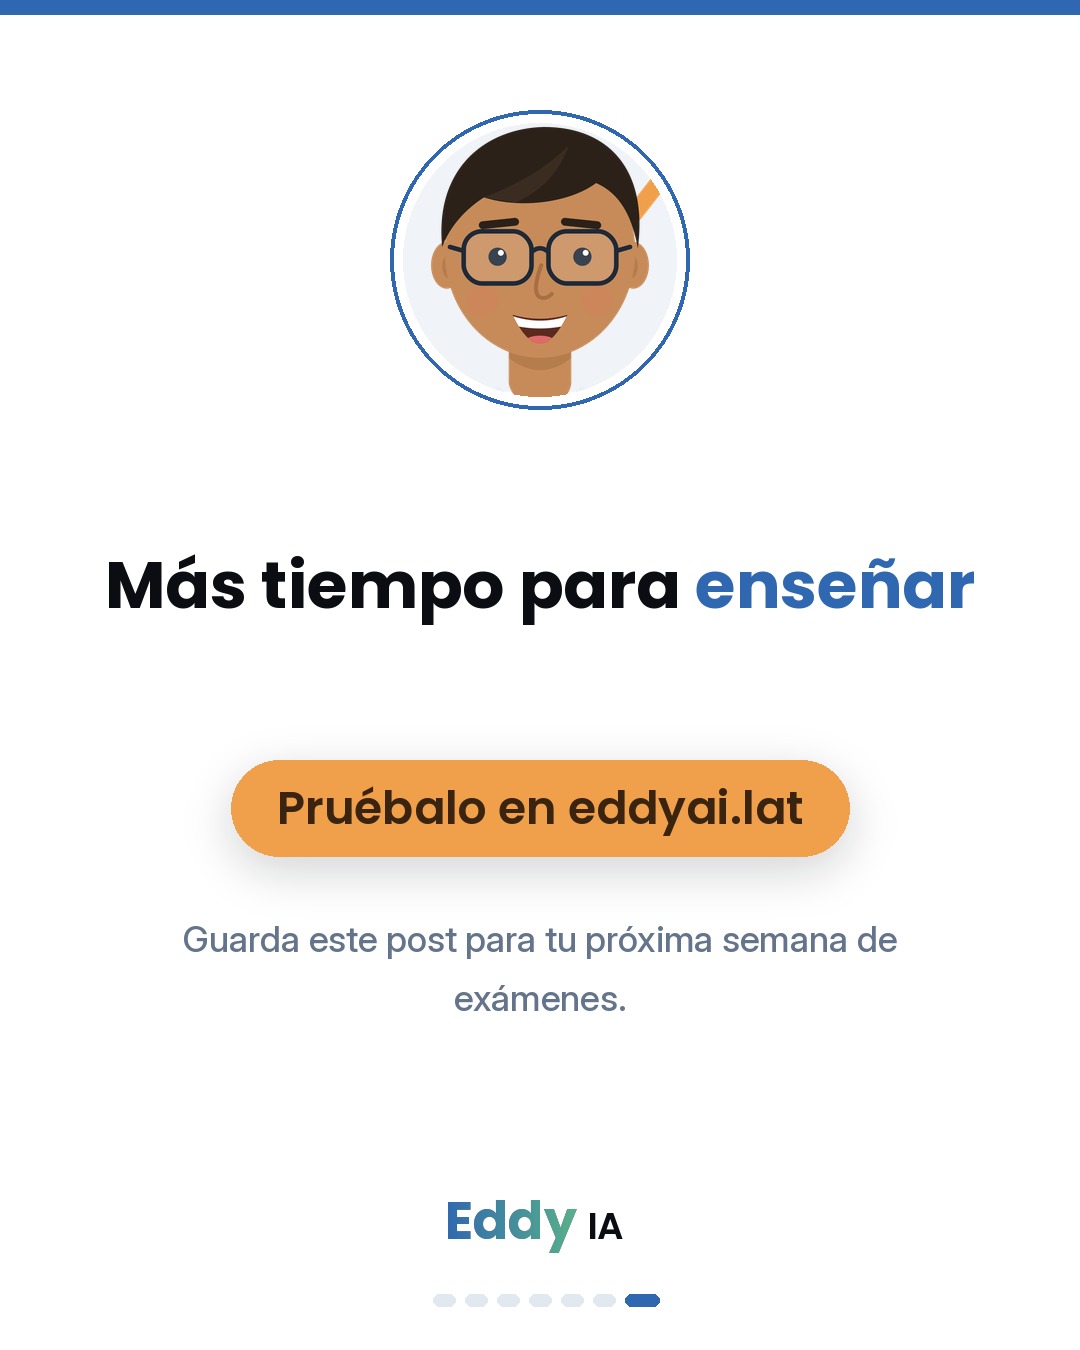 Más tiempo para enseñar
Pruébalo en eddyai.lat
Guarda este post para tu próxima semana de
exámenes.
Eddy IA